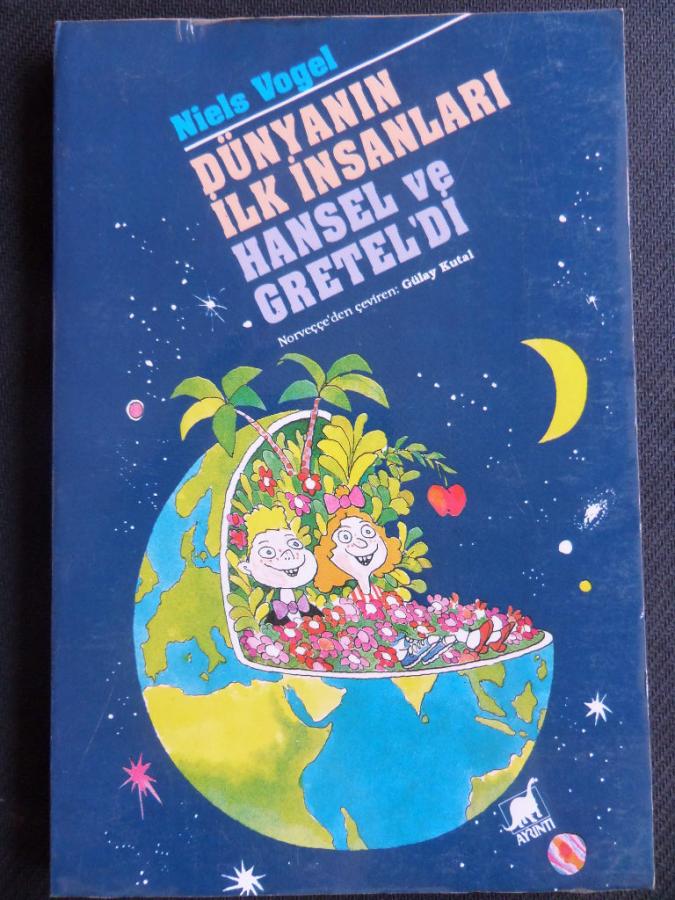 Niels Vogel
DÜNYANIN
İLK İNSANLARI
HANSEL ve
GRETEL'Dİ
Norveççe'den çeviren: Gülay Kutal
AYRINTI